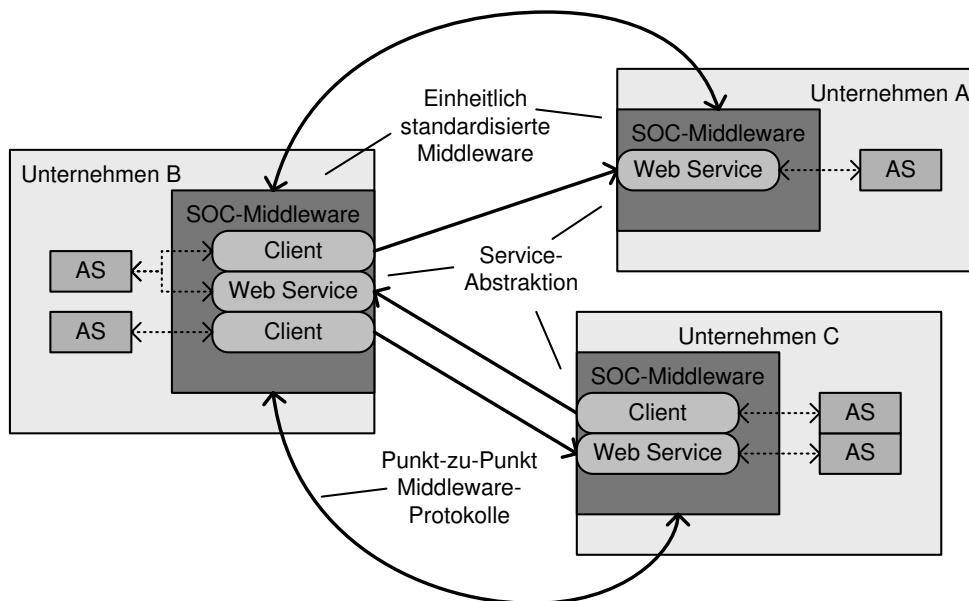 Einheitlich
standardisierte
Middleware
Unternehmen A
SOC-Middleware
Web Service
AS
Unternehmen B
SOC-Middleware
Client
Web Service
Client
AS
AS
Service-
Abstraktion
Unternehmen C
SOC-Middleware
Client
AS
Web Service
AS
Punkt-zu-Punkt
Middleware-
Protokolle